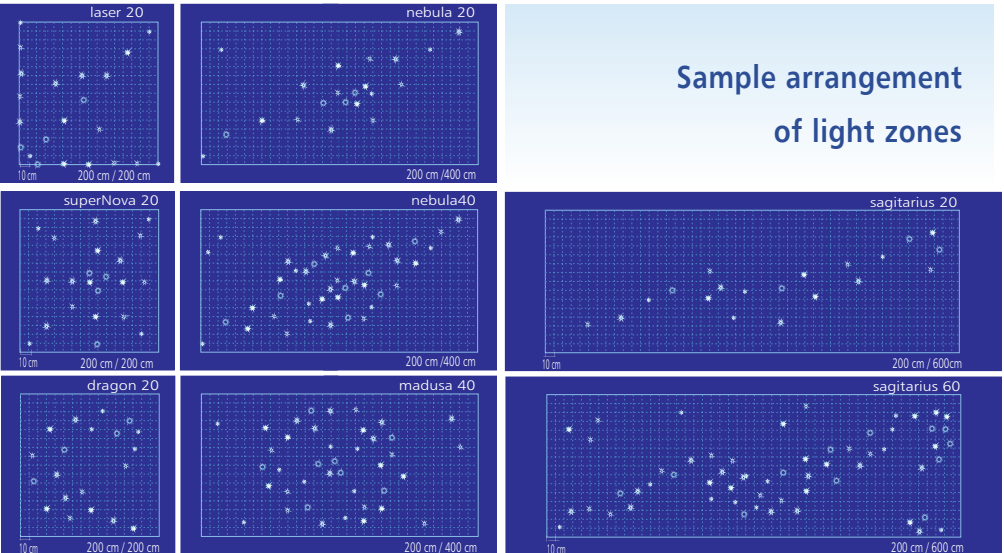 laser 20
10 cm
200 cm / 200 cm
nebula 20
200 cm /400 cm
Sample arrangement
of light zones
superNova 20
10 cm
200 cm / 200 cm
nebula40
200 cm /400 cm
sagitarius 20
10 cm
200 cm / 600cm
dragon 20
10 cm
200 cm / 200 cm
madusa 40
200 cm / 400 cm
sagitarius 60
10 cm
200 cm / 600 cm